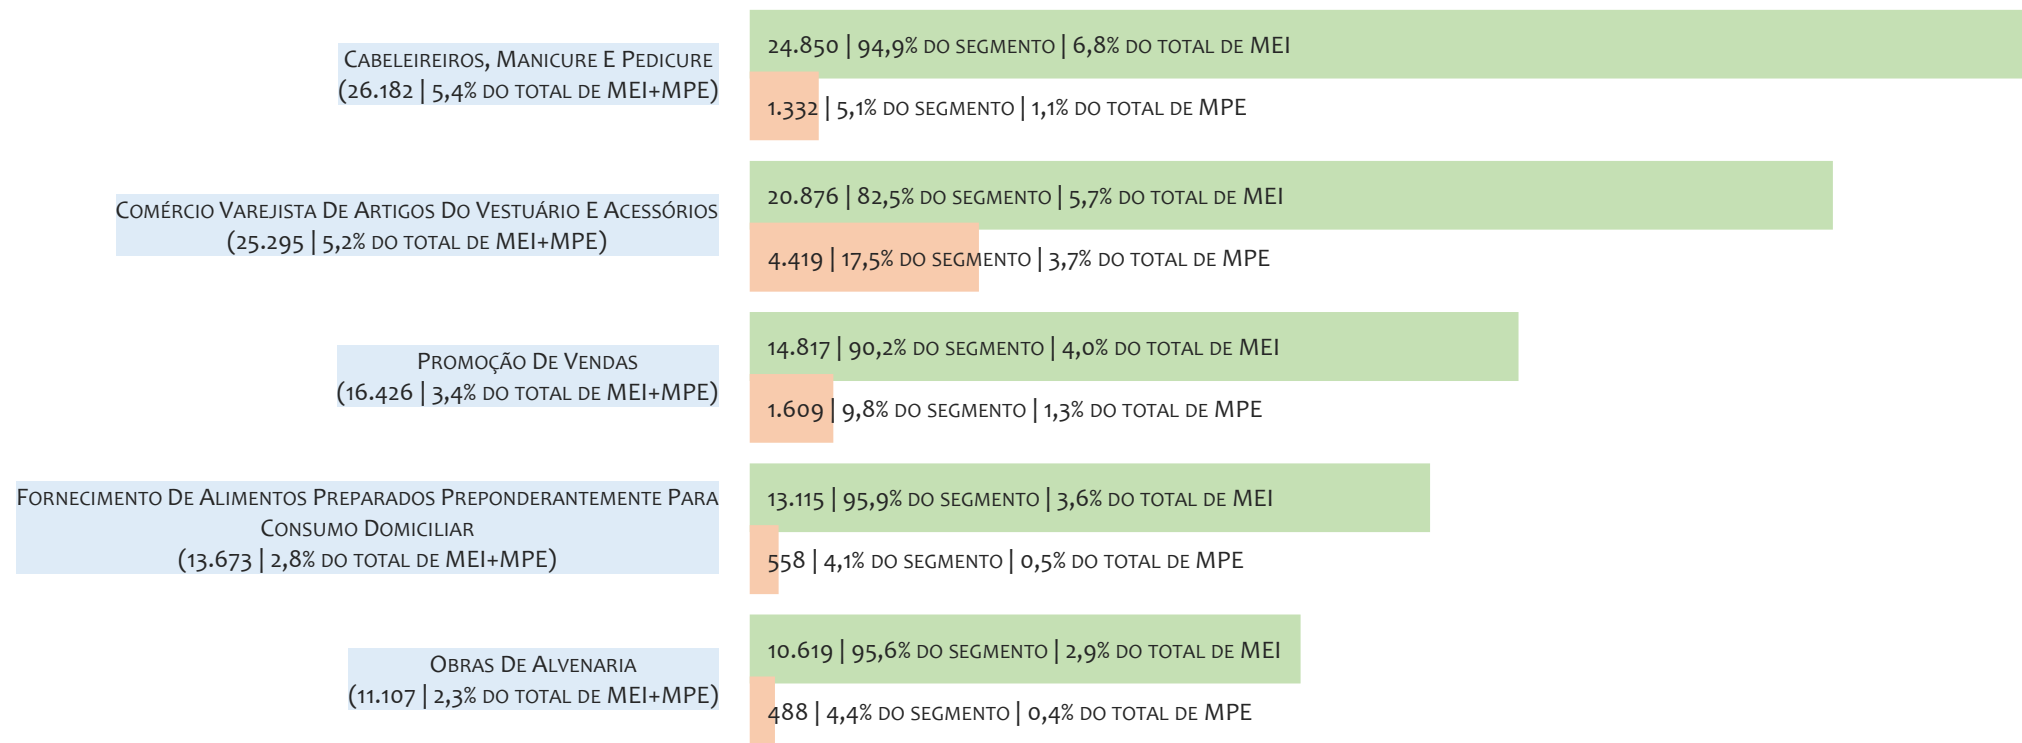 Cabeleireiros, Manicure E Pedicure
(26.182 | 5,4% do total de MEI+MPE)
24.850 | 94,9% do segmento | 6,8% do total de MEI
1.332 | 5,1% do segmento | 1,1% do total de MPE
Comércio Varejista De Artigos Do Vestuário E Acessórios
(25.295 | 5,2% do total de MEI+MPE)
20.876 | 82,5% do segmento | 5,7% do total de MEI
4.419 | 17,5% do segmento | 3,7% do total de MPE
Promoção De Vendas
(16.426 | 3,4% do total de MEI+MPE)
14.817 | 90,2% do segmento | 4,0% do total de MEI
1.609 | 9,8% do segmento | 1,3% do total de MPE
Fornecimento De Alimentos Preparados Preponderantemente Para
Consumo Domiciliar
(13.673 | 2,8% do total de MEI+MPE)
13.115 | 95,9% do segmento | 3,6% do total de MEI
558 | 4,1% do segmento | 0,5% do total de MPE
Obras De Alvenaria
(11.107 | 2,3% do total de MEI+MPE)
10.619 | 95,6% do segmento | 2,9% do total de MEI
488 | 4,4% do segmento | 0,4% do total de MPE